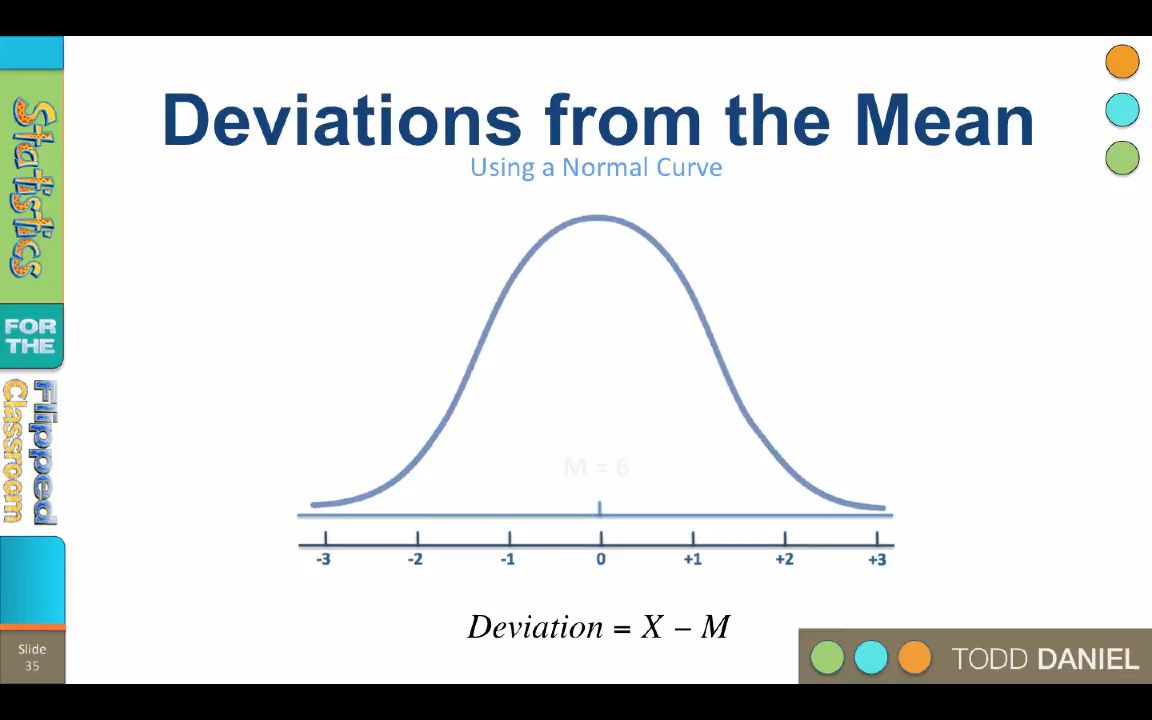 Deviations from the Mean
Using a Normal Curve
Statistics
FOR
THE
Flipped
Classroom
M = 6
-3 -2 -1 0 +1 +2 +3
Deviation = X – M
Slide
35
TODD DANIEL